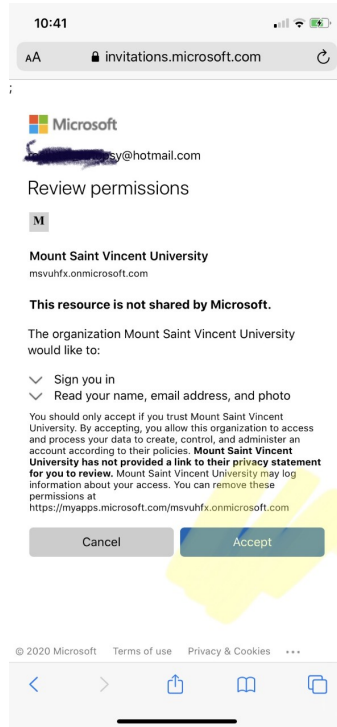 10:41
AA invitations.microsoft.com
;
Microsoft
sy@hotmail.com
Review permissions
M
Mount Saint Vincent University
msvuhfx.onmicrosoft.com
This resource is not shared by Microsoft.
The organization Mount Saint Vincent University
would like to:
Sign you in
Read your name, email address, and photo
You should only accept if you trust Mount Saint Vincent
University. By accepting, you allow this organization to access
and process your data to create, control, and administer an
account according to their policies. Mount Saint Vincent
University has not provided a link to their privacy statement
for you to review. Mount Saint Vincent University may log
information about your access. You can remove these
permissions at
https://myapps.microsoft.com/msvuhfx.onmicrosoft.com
Cancel Accept
© 2020 Microsoft Terms of use Privacy & Cookies ...